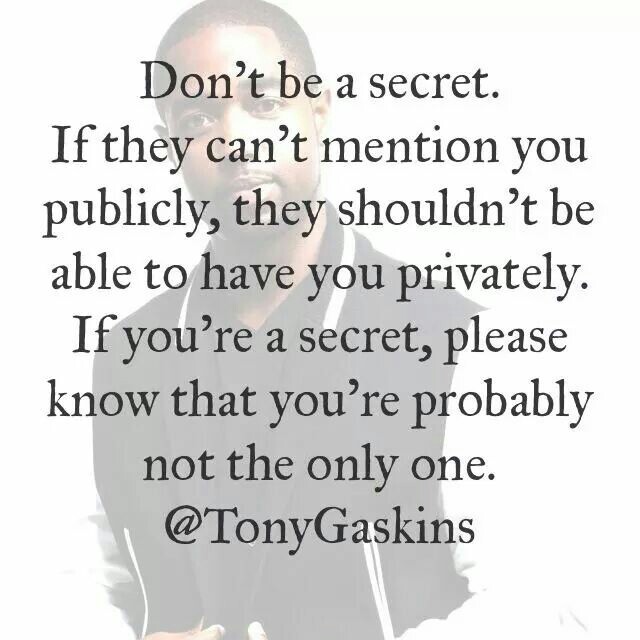 Don't be a secret.
If they can't mention you
publicly, they shouldn't be
able to have you privately.
If you're a secret, please
know that you're probably
not the only one.
@TonyGaskins